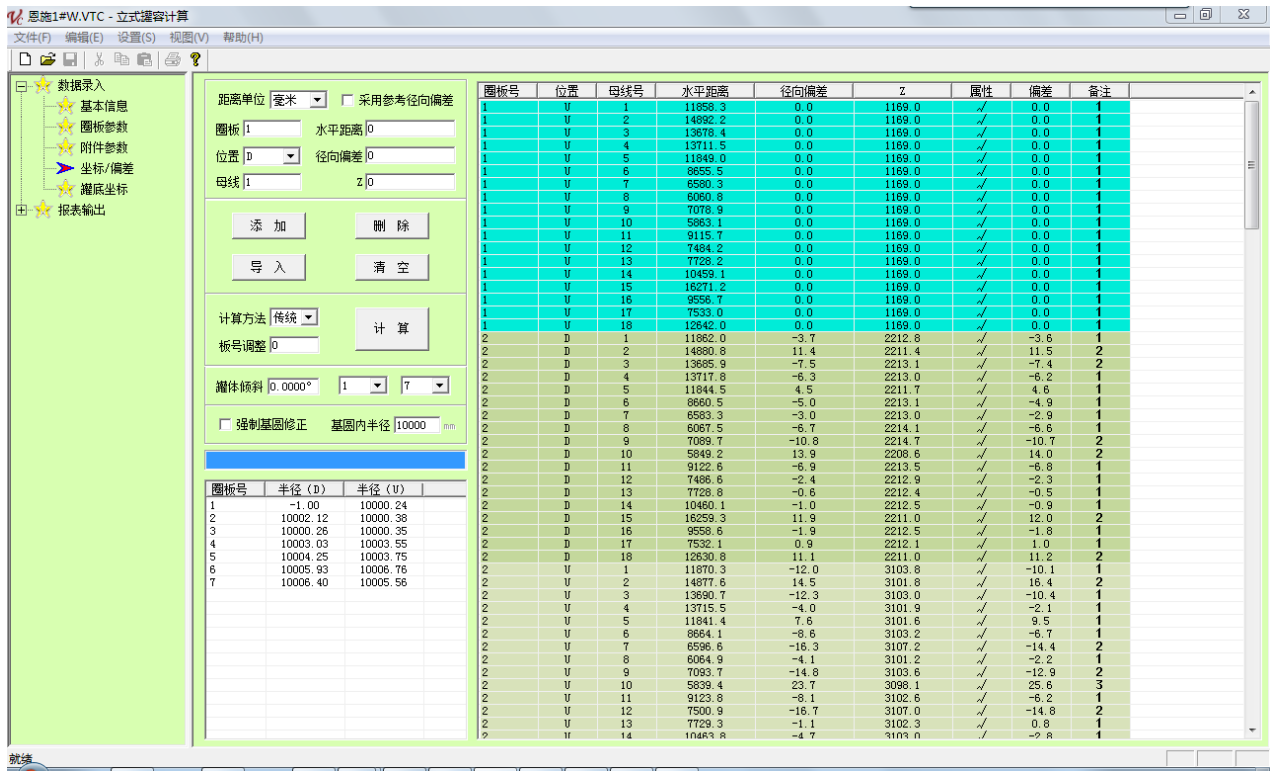 恩施1#W.VTC - 立式罐容计算
文件(F) 编辑(E) 设置(S) 视图(V) 帮助(H)
数据录入
基本信息
圈板参数
附件参数
坐标/偏差
罐底坐标
报表输出
距离单位 毫米 采用参考径向偏差
圈板 1 水平距离 0
位置 D 径向偏差 0
母线 1 Z 0
添 加 删 除
导 入 清 空
计算方法 传统 计 算
板号调整 0
罐体倾斜 0.0000° 1 7
强制基圆修正 基圆内半径 10000 mm
圈板号 半径(D) 半径(U)
1 -1.00 10000.24
2 10002.12 10000.38
3 10000.26 10000.35
4 10003.03 10003.55
5 10004.25 10003.75
6 10005.93 10006.76
7 10006.40 10005.56
圈板号 位置 母线号 水平距离 径向偏差 Z 属性 偏差 备注
1 U 1 11858.3 0.0 1169.0 √ 0.0 1
1 U 2 14892.2 0.0 1169.0 √ 0.0 1
1 U 3 13678.4 0.0 1169.0 √ 0.0 1
1 U 4 13711.5 0.0 1169.0 √ 0.0 1
1 U 5 11849.0 0.0 1169.0 √ 0.0 1
1 U 6 8655.5 0.0 1169.0 √ 0.0 1
1 U 7 6580.3 0.0 1169.0 √ 0.0 1
1 U 8 6060.8 0.0 1169.0 √ 0.0 1
1 U 9 7078.9 0.0 1169.0 √ 0.0 1
1 U 10 5863.1 0.0 1169.0 √ 0.0 1
1 U 11 9115.7 0.0 1169.0 √ 0.0 1
1 U 12 7484.2 0.0 1169.0 √ 0.0 1
1 U 13 7728.2 0.0 1169.0 √ 0.0 1
1 U 14 10459.1 0.0 1169.0 √ 0.0 1
1 U 15 16271.2 0.0 1169.0 √ 0.0 1
1 U 16 9556.7 0.0 1169.0 √ 0.0 1
1 U 17 7533.0 0.0 1169.0 √ 0.0 1
1 U 18 12642.0 0.0 1169.0 √ 0.0 1
2 D 1 11862.0 -3.7 2212.8 √ -3.6 1
2 D 2 14880.8 11.4 2211.4 √ 11.5 2
2 D 3 13685.9 -7.5 2213.1 √ -7.4 2
2 D 4 13717.8 -6.3 2213.0 √ -6.2 1
2 D 5 11844.5 4.5 2211.7 √ 4.6 1
2 D 6 8660.5 -5.0 2213.1 √ -4.9 1
2 D 7 6583.3 -3.0 2213.0 √ -2.9 1
2 D 8 6067.5 -6.7 2214.1 √ -6.6 1
2 D 9 7089.7 -10.8 2214.7 √ -10.7 2
2 D 10 5849.2 13.9 2208.6 √ 14.0 2
2 D 11 9122.6 -6.9 2213.5 √ -6.8 1
2 D 12 7486.6 -2.4 2212.9 √ -2.3 1
2 D 13 7728.8 -0.6 2212.4 √ -0.5 1
2 D 14 10460.1 -1.0 2212.5 √ -0.9 1
2 D 15 16259.3 11.9 2211.0 √ 12.0 2
2 D 16 9558.6 -1.9 2212.5 √ -1.8 1
2 D 17 7532.1 0.9 2212.1 √ 1.0 1
2 D 18 12630.8 11.1 2211.0 √ 11.2 2
2 U 1 11870.3 -12.0 3103.8 √ -10.1 1
2 U 2 14877.6 14.5 3101.8 √ 16.4 2
2 U 3 13690.7 -12.3 3103.0 √ -10.4 1
2 U 4 13715.5 -4.0 3101.9 √ -2.1 1
2 U 5 11841.4 7.6 3101.6 √ 9.5 1
2 U 6 8664.1 -8.6 3103.2 √ -6.7 1
2 U 7 6596.6 -16.3 3107.2 √ -14.4 2
2 U 8 6064.9 -4.1 3101.2 √ -2.2 1
2 U 9 7093.7 -14.8 3103.6 √ -12.9 2
2 U 10 5839.4 23.7 3098.1 √ 25.6 3
2 U 11 9123.8 -8.1 3102.6 √ -6.2 1
2 U 12 7500.9 -16.7 3107.0 √ -14.8 2
2 U 13 7729.3 -1.1 3102.3 √ 0.8 1
2 U 14 10463.8 -4.7 3103.0 √ -2.8 1
就绪